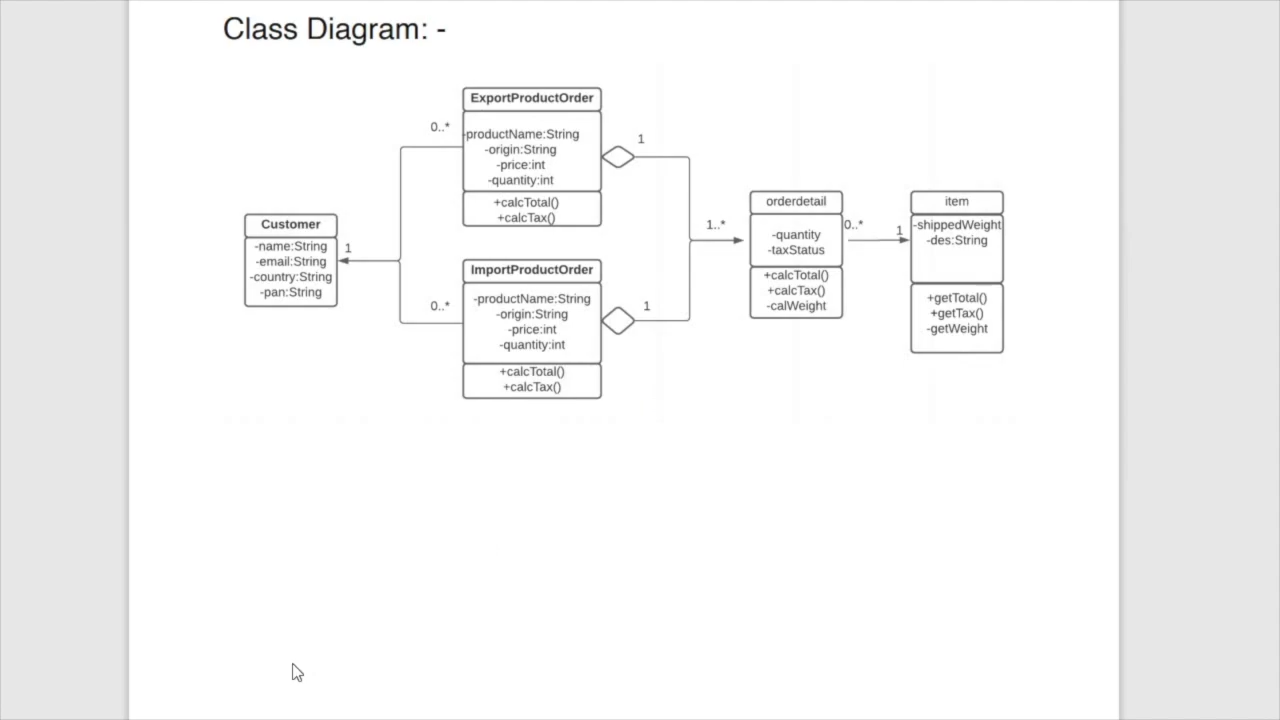 Class Diagram: -
ExportProductOrder
0..*
-productName:String
-origin:String
-price:int
-quantity:int
+calcTotal()
+calcTax()
1
Customer
-name:String
-email:String
-country:String
-pan:String
1
ImportProductOrder
0..*
-productName:String
-origin:String
-price:int
-quantity:int
+calcTotal()
+calcTax()
1
1..*
orderdetail
-quantity
-taxStatus
+calcTotal()
+calcTax()
-calWeight
0..*
1
item
-shippedWeight
-des:String
+getTotal()
+getTax()
-getWeight